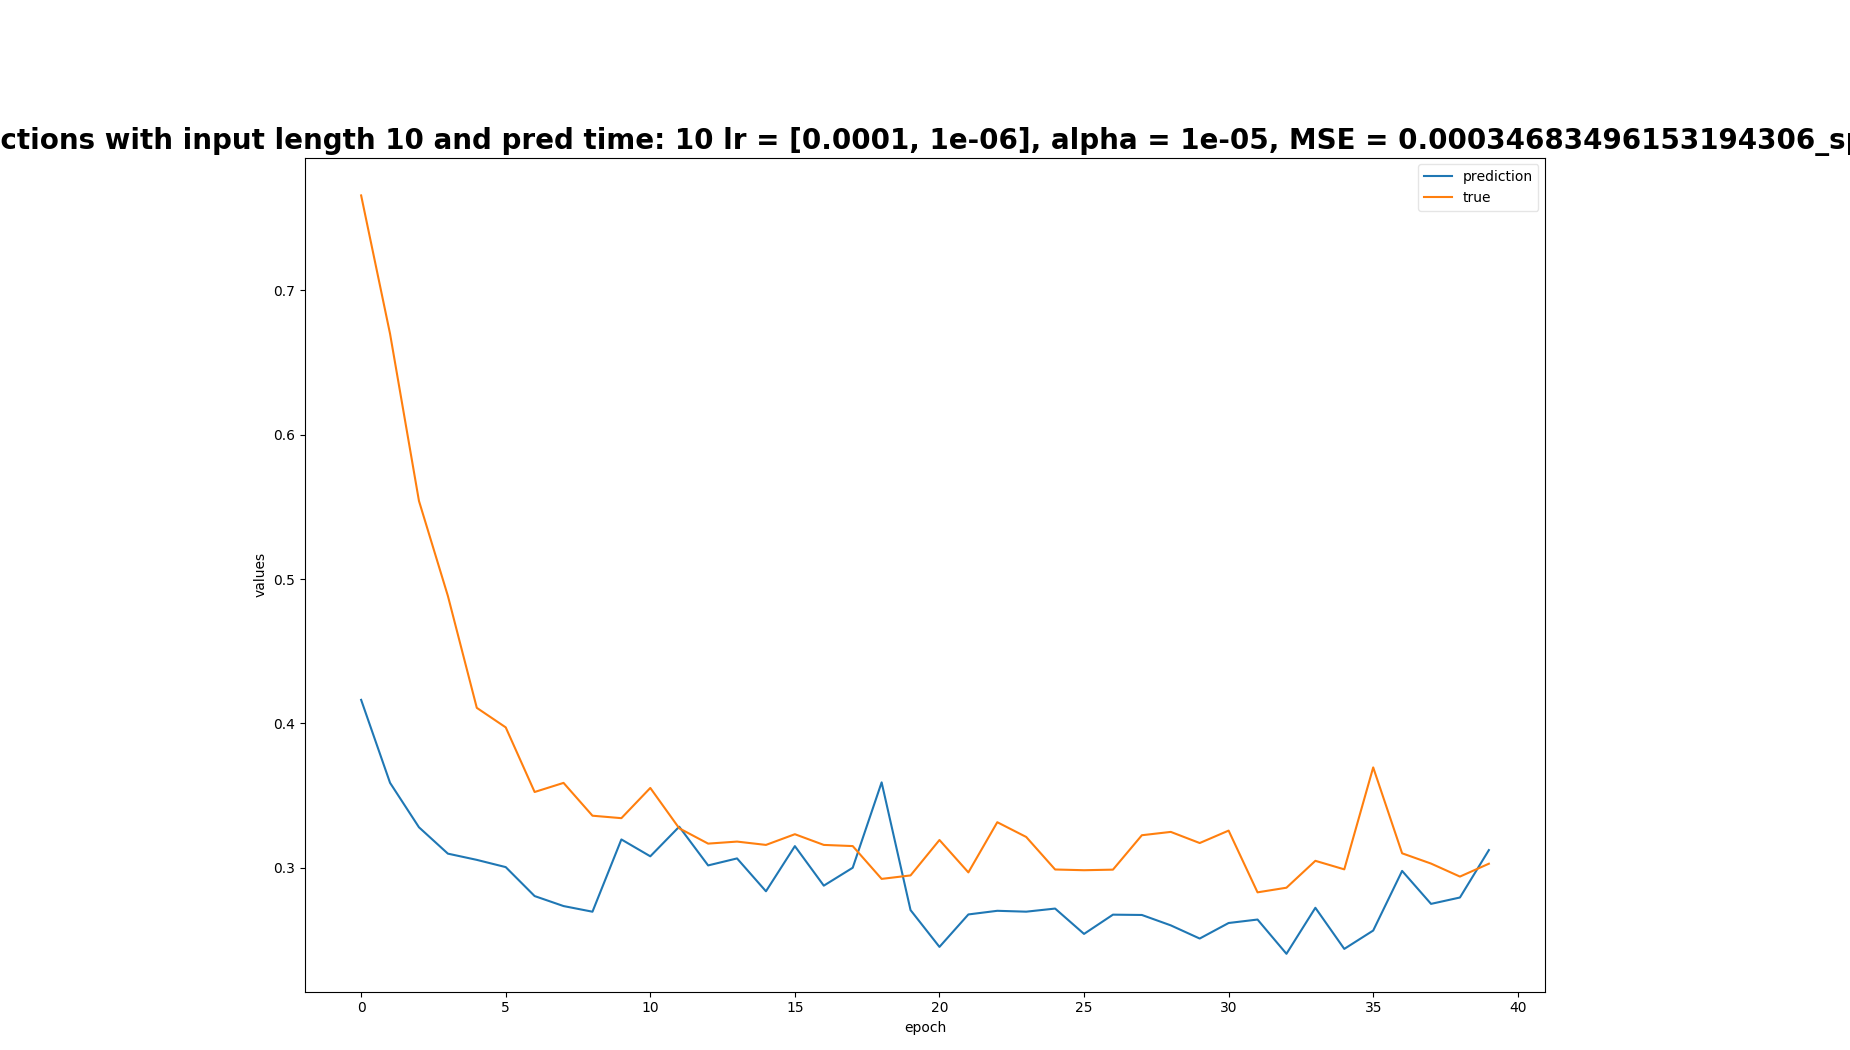 ctions with input length 10 and pred time: 10 lr = [0.0001, 1e-06], alpha = 1e-05, MSE = 0.00034683496153194306_sp
prediction
true
0.7
0.6
0.5
0.4
0.3
values
0 5 10 15 20 25 30 35 40
epoch